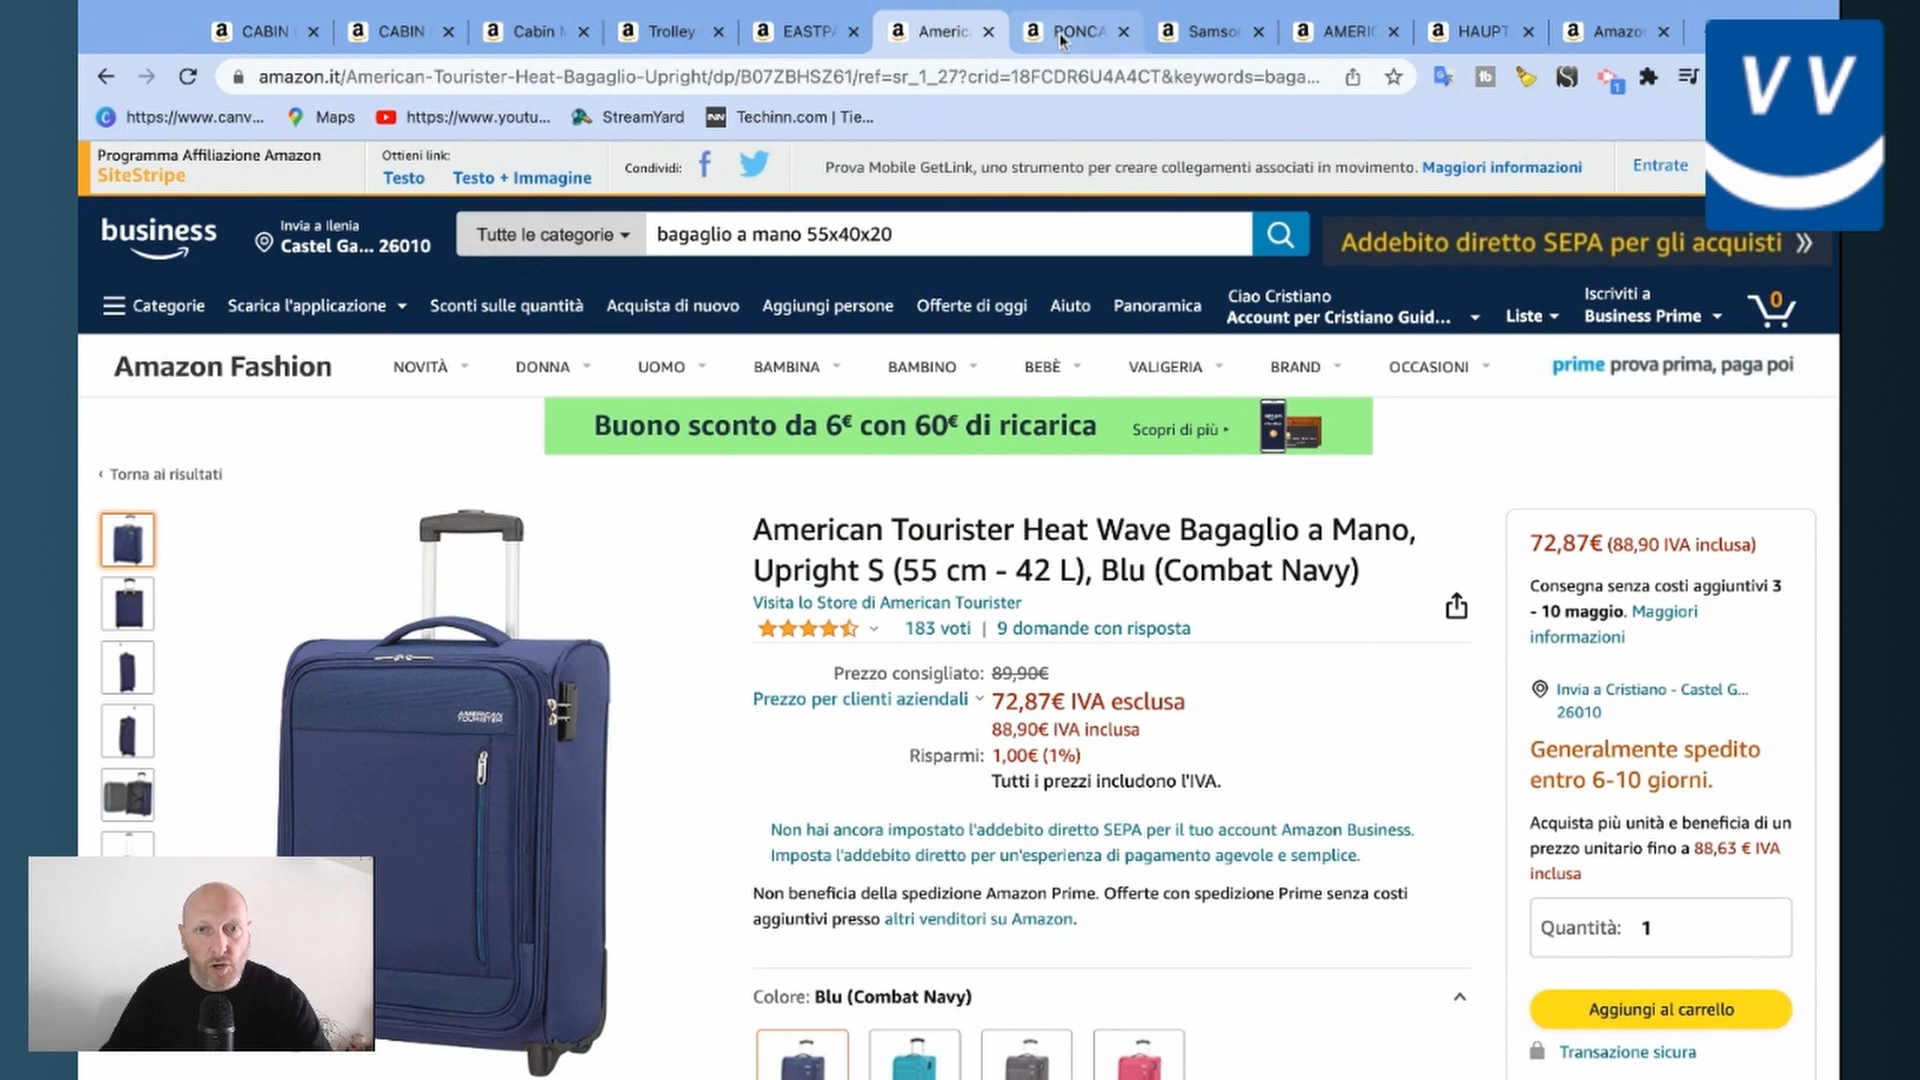 CABIN
CABIN
Cabin
Trolley
EASTP
Americ
PONCA
Samso
AMERIC
HAUPT
Amazo
amazon.it/American-Tourister-Heat-Bagaglio-Upright/dp/B07ZBHSZ61/ref=sr_1_27?crid=18FCDR6U4A4CT&keywords=baga...
https://www.canv...
Maps
https://www.youtu...
StreamYard
Techinn.com | Tie...
VV
Programma Affiliazione Amazon
SiteStripe
Ottieni link:
Testo
Testo + Immagine
Condividi:
Prova Mobile GetLink, uno strumento per creare collegamenti associati in movimento. Maggiori informazioni
Entrate
business
Invia a Ilenia
Castel Ga... 26010
Tutte le categorie
bagaglio a mano 55x40x20
Addebito diretto SEPA per gli acquisti »
Categorie
Scarica l'applicazione
Sconti sulle quantità
Acquista di nuovo
Aggiungi persone
Offerte di oggi
Aiuto
Panoramica
Ciao Cristiano
Account per Cristiano Guid...
Liste
Iscriviti a
Business Prime
0
Amazon Fashion
NOVITÀ
DONNA
UOMO
BAMBINA
BAMBINO
BEBÈ
VALIGERIA
BRAND
OCCASIONI
prime prova prima, paga poi
Buono sconto da 6€ con 60€ di ricarica
Scopri di più
‹ Torna ai risultati
AMERICAN
TOURISTER
American Tourister Heat Wave Bagaglio a Mano,
Upright S (55 cm - 42 L), Blu (Combat Navy)
Visita lo Store di American Tourister
183 voti | 9 domande con risposta
Prezzo consigliato: 89,90€
Prezzo per clienti aziendali 72,87€ IVA esclusa
88,90€ IVA inclusa
Risparmi: 1,00€ (1%)
Tutti i prezzi includono l'IVA.
Non hai ancora impostato l'addebito diretto SEPA per il tuo account Amazon Business.
Imposta l'addebito diretto per un'esperienza di pagamento agevole e semplice.
Non beneficia della spedizione Amazon Prime. Offerte con spedizione Prime senza costi
aggiuntivi presso altri venditori su Amazon.
Colore: Blu (Combat Navy)
72,87€ (88,90 IVA inclusa)
Consegna senza costi aggiuntivi 3
- 10 maggio. Maggiori
informazioni
Invia a Cristiano - Castel G...
26010
Generalmente spedito
entro 6-10 giorni.
Acquista più unità e beneficia di un
prezzo unitario fino a 88,63 € IVA
inclusa
Quantità: 1
Aggiungi al carrello
Transazione sicura